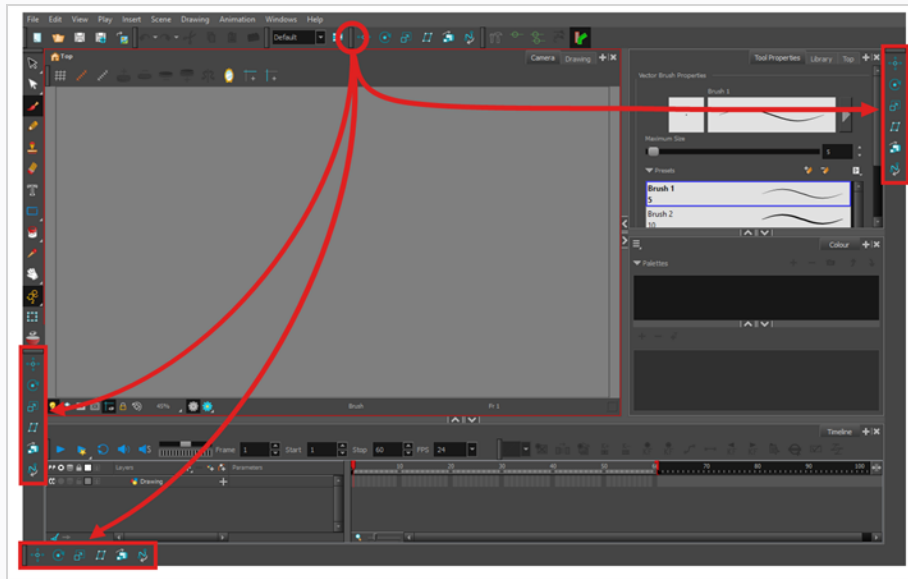 File Edit View Play Insert Scene Drawing Animation Windows Help
Default
Top
Camera Drawing
Tool Properties Library Top
Vector Brush Properties
Brush 1
Maximum Size
5
Presets
Brush 1
5
Brush 2
10
Colour
Palettes
45% Brush Fr 1
Timeline
Frame 1 Start 1 Stop 60 FPS 24
Layers Parameters
10 20 30 40 50 60 70 80 90 100
Drawing